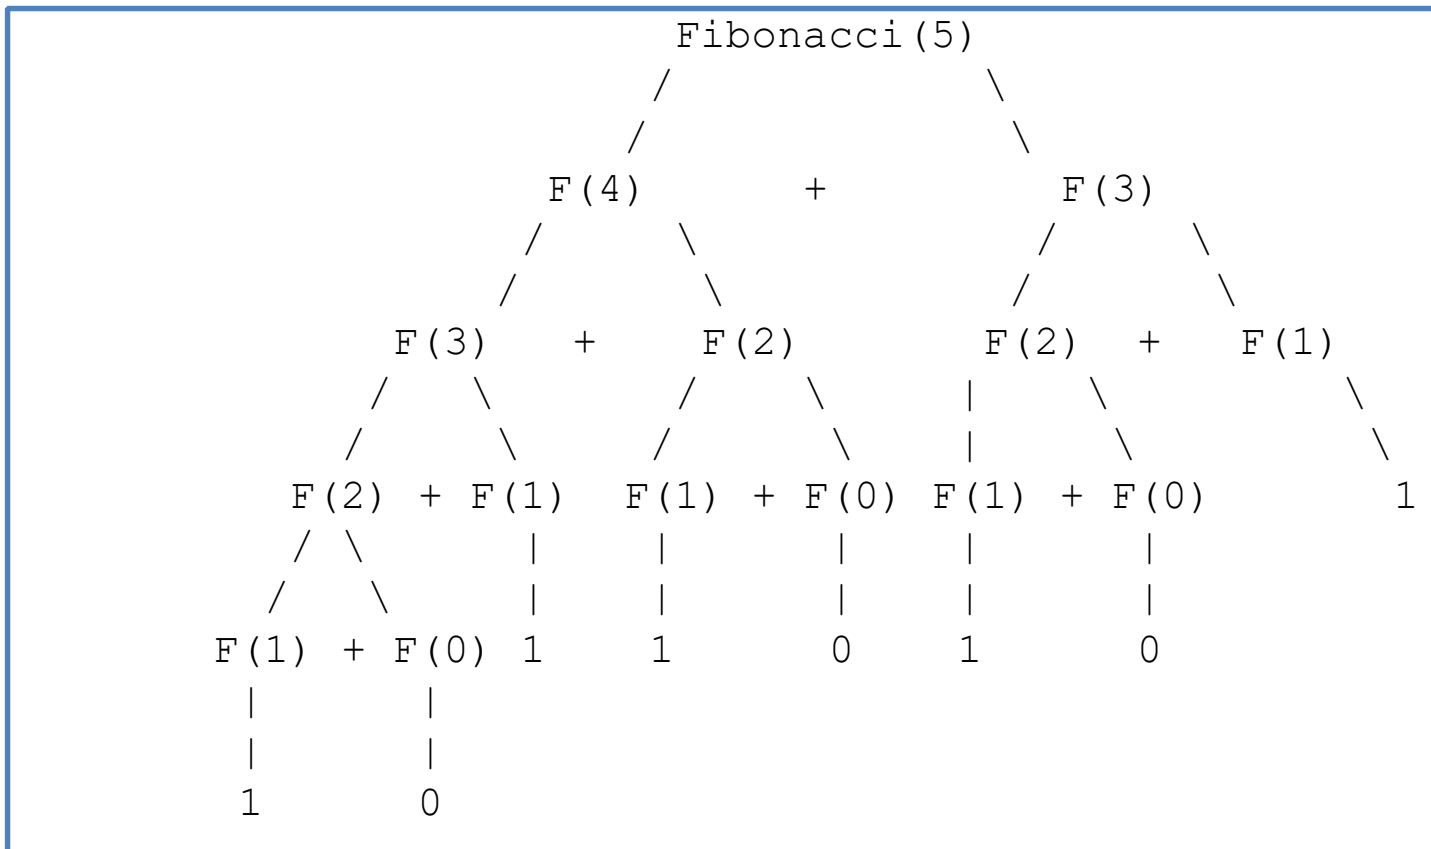 Fibonacci(5)
/ \
/ \
F(4) + F(3)
/ \ / \
/ \ / \
F(3) + F(2) F(2) + F(1)
/ \ / \ | \ \
/ \ / \ | \ \
F(2) + F(1) F(1) + F(0) F(1) + F(0) 1
/ \ | | | | |
/ \ | | | | |
F(1) + F(0) 1 1 0 1 0
| |
| |
1 0